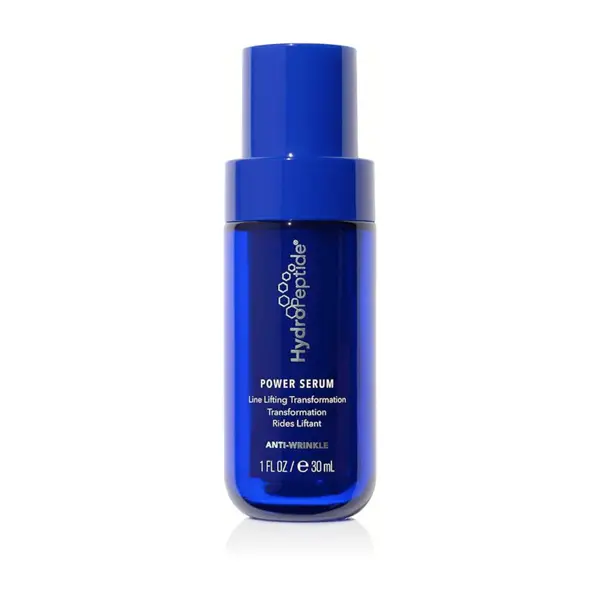 HydroPeptide®
POWER SERUM
Line Lifting Transformation
Transformation
Rides Liftant
ANTI-WRINKLE
1 FL OZ / ℮ 30 mL